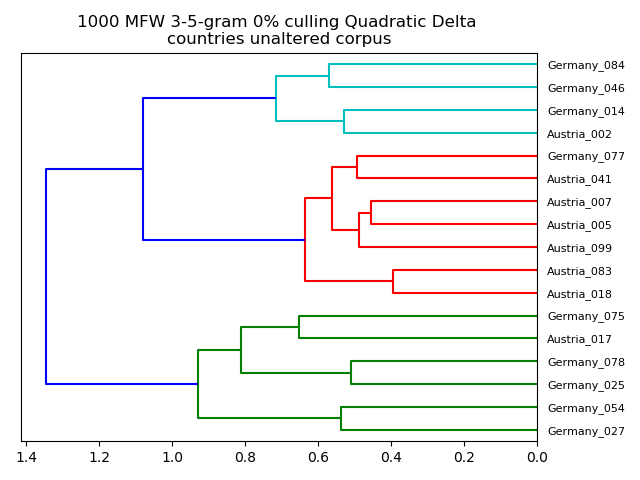 1000 MFW 3-5-gram 0% culling Quadratic Delta
countries unaltered corpus
Germany_084
Germany_046
Germany_014
Austria_002
Germany_077
Austria_041
Austria_007
Austria_005
Austria_099
Austria_083
Austria_018
Germany_075
Austria_017
Germany_078
Germany_025
Germany_054
Germany_027
1.4 1.2 1.0 0.8 0.6 0.4 0.2 0.0